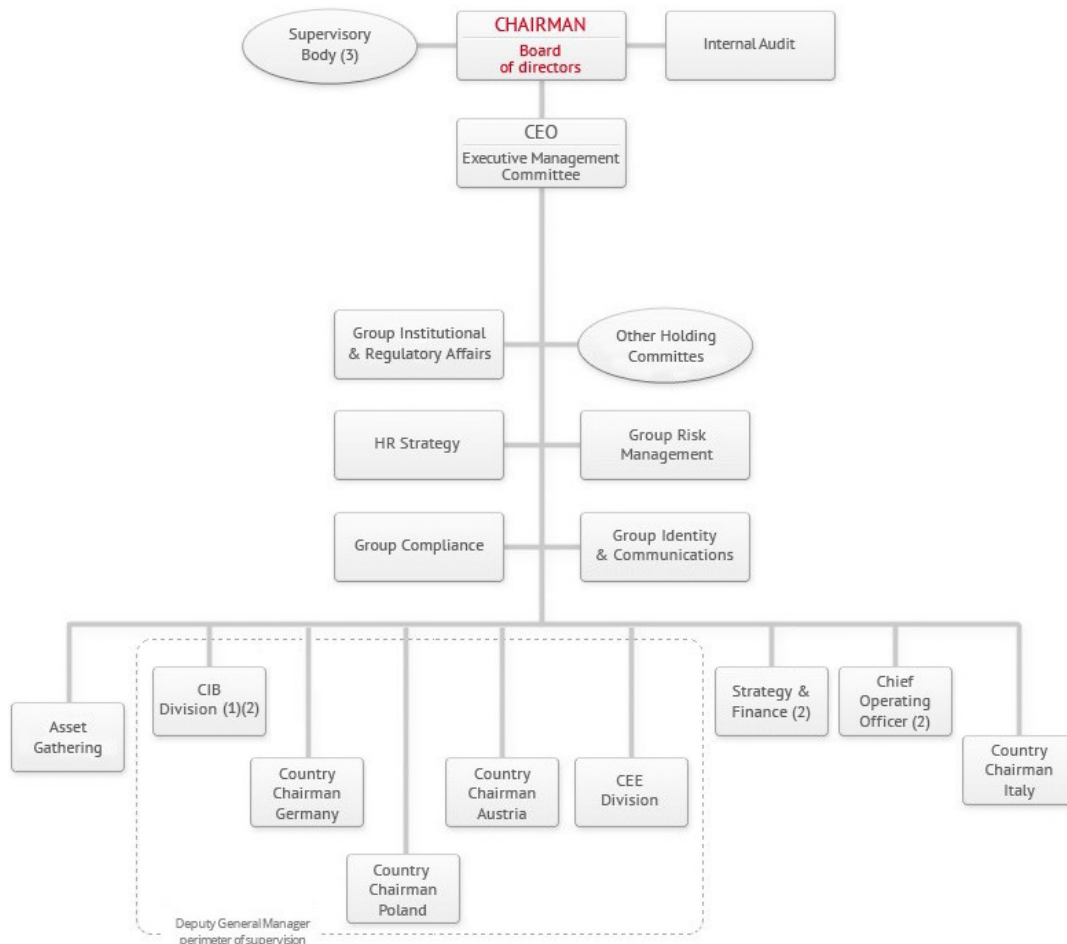 Supervisory
Body (3)
CHAIRMAN
Board
of directors
Internal Audit
CEO
Executive Management
Committee
Group Institutional
& Regulatory Affairs
Other Holding
Committes
HR Strategy
Group Risk
Management
Group Compliance
Group Identity
& Communications
Asset
Gathering
CIB
Division (1)(2)
Country
Chairman
Germany
Country
Chairman
Poland
Country
Chairman
Austria
CEE
Division
Strategy &
Finance (2)
Chief
Operating
Officer (2)
Country
Chairman
Italy
Deputy General Manager
perimeter of supervision